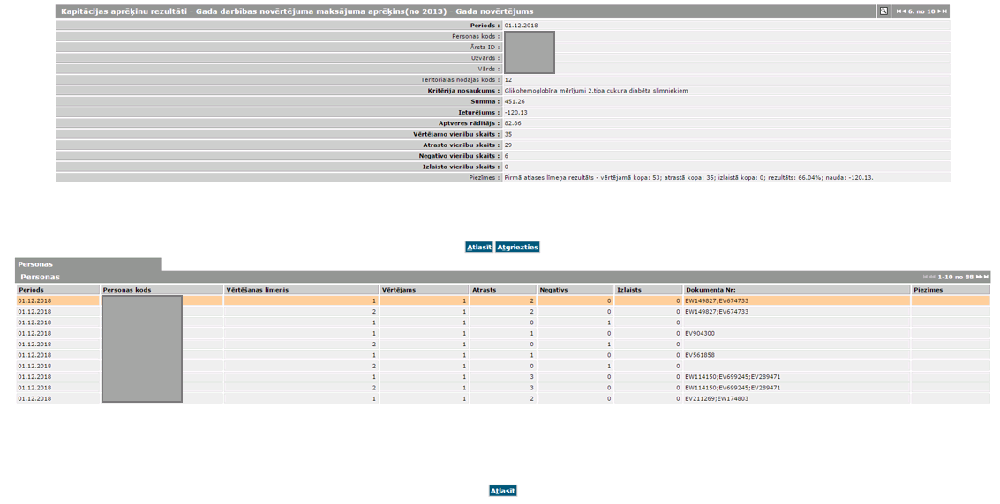 Kapitācijas aprēķinu rezultāti - Gada darbības novērtējuma maksājuma aprēķins(no 2013) - Gada novērtējums 6. no 10
Periods : 01.12.2018
Personas kods :
Ārsta ID :
Uzvārds :
Vārds :
Teritoriālās nodaļas kods : 12
Kritērija nosaukums : Glikohemoglobīna mērījumi 2.tipa cukura diabēta slimniekiem
Summa : 451.26
Ieturējums : -120.13
Aptveres rādītājs : 82.86
Vērtējamo vienību skaits : 35
Atrasto vienību skaits : 29
Negatīvo vienību skaits : 6
Izlaisto vienību skaits : 0
Piezīmes : Pirmā atlases līmeņa rezultāts - vērtējamā kopa: 53; atrastā kopa: 35; izlaistā kopa: 0; rezultāts: 66.04%; nauda: -120.13.
Atlasīt Atgriezties
Personas
Personas 1-10 no 88
Periods Personas kods Vērtēšanas līmenis Vērtējams Atrasts Negatīvs Izlaists Dokumenta Nr: Piezīmes
01.12.2018 1 1 2 0 0 EW149827;EV674733
01.12.2018 2 1 2 0 0 EW149827;EV674733
01.12.2018 1 1 0 1 0
01.12.2018 1 1 1 0 0 EV904300
01.12.2018 2 1 0 1 0
01.12.2018 1 1 1 0 0 EV561858
01.12.2018 2 1 0 1 0
01.12.2018 1 1 3 0 0 EW114150;EV699245;EV289471
01.12.2018 2 1 3 0 0 EW114150;EV699245;EV289471
01.12.2018 1 1 2 0 0 EV211269;EW174803
Atlasīt